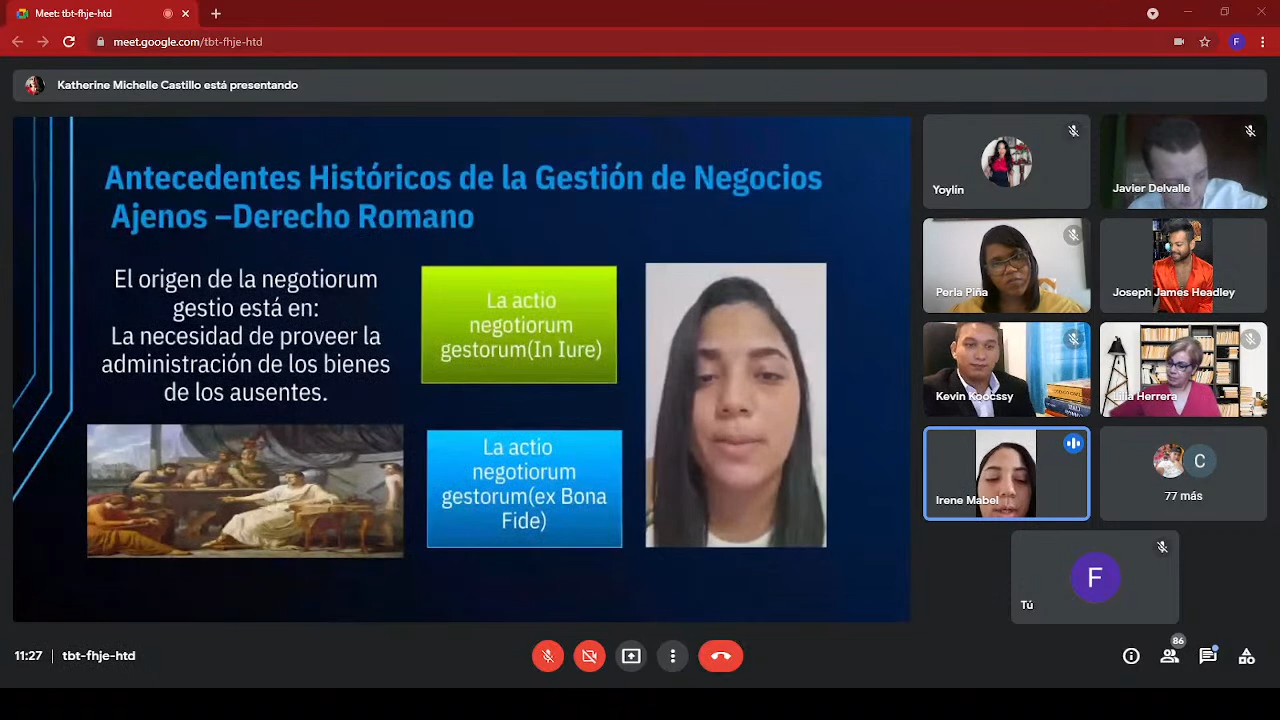 Meet: tbt-fhje-htd
meet.google.com/tbt-fhje-htd
F
Katherine Michelle Castillo está presentando
Antecedentes Históricos de la Gestión de Negocios
Ajenos –Derecho Romano
El origen de la negotiorum
gestio está en:
La necesidad de proveer la
administración de los bienes
de los ausentes.
La actio
negotiorum
gestorum(In Iure)
La actio
negotiorum
gestorum(ex Bona
Fide)
Yoylín
Javier Delvalle
Perla Piña
Joseph James Headley
Kevin Koocssy
Lilia Herrera
Irene Mabel
C
77 más
F
Tú
11:27
tbt-fhje-htd
86